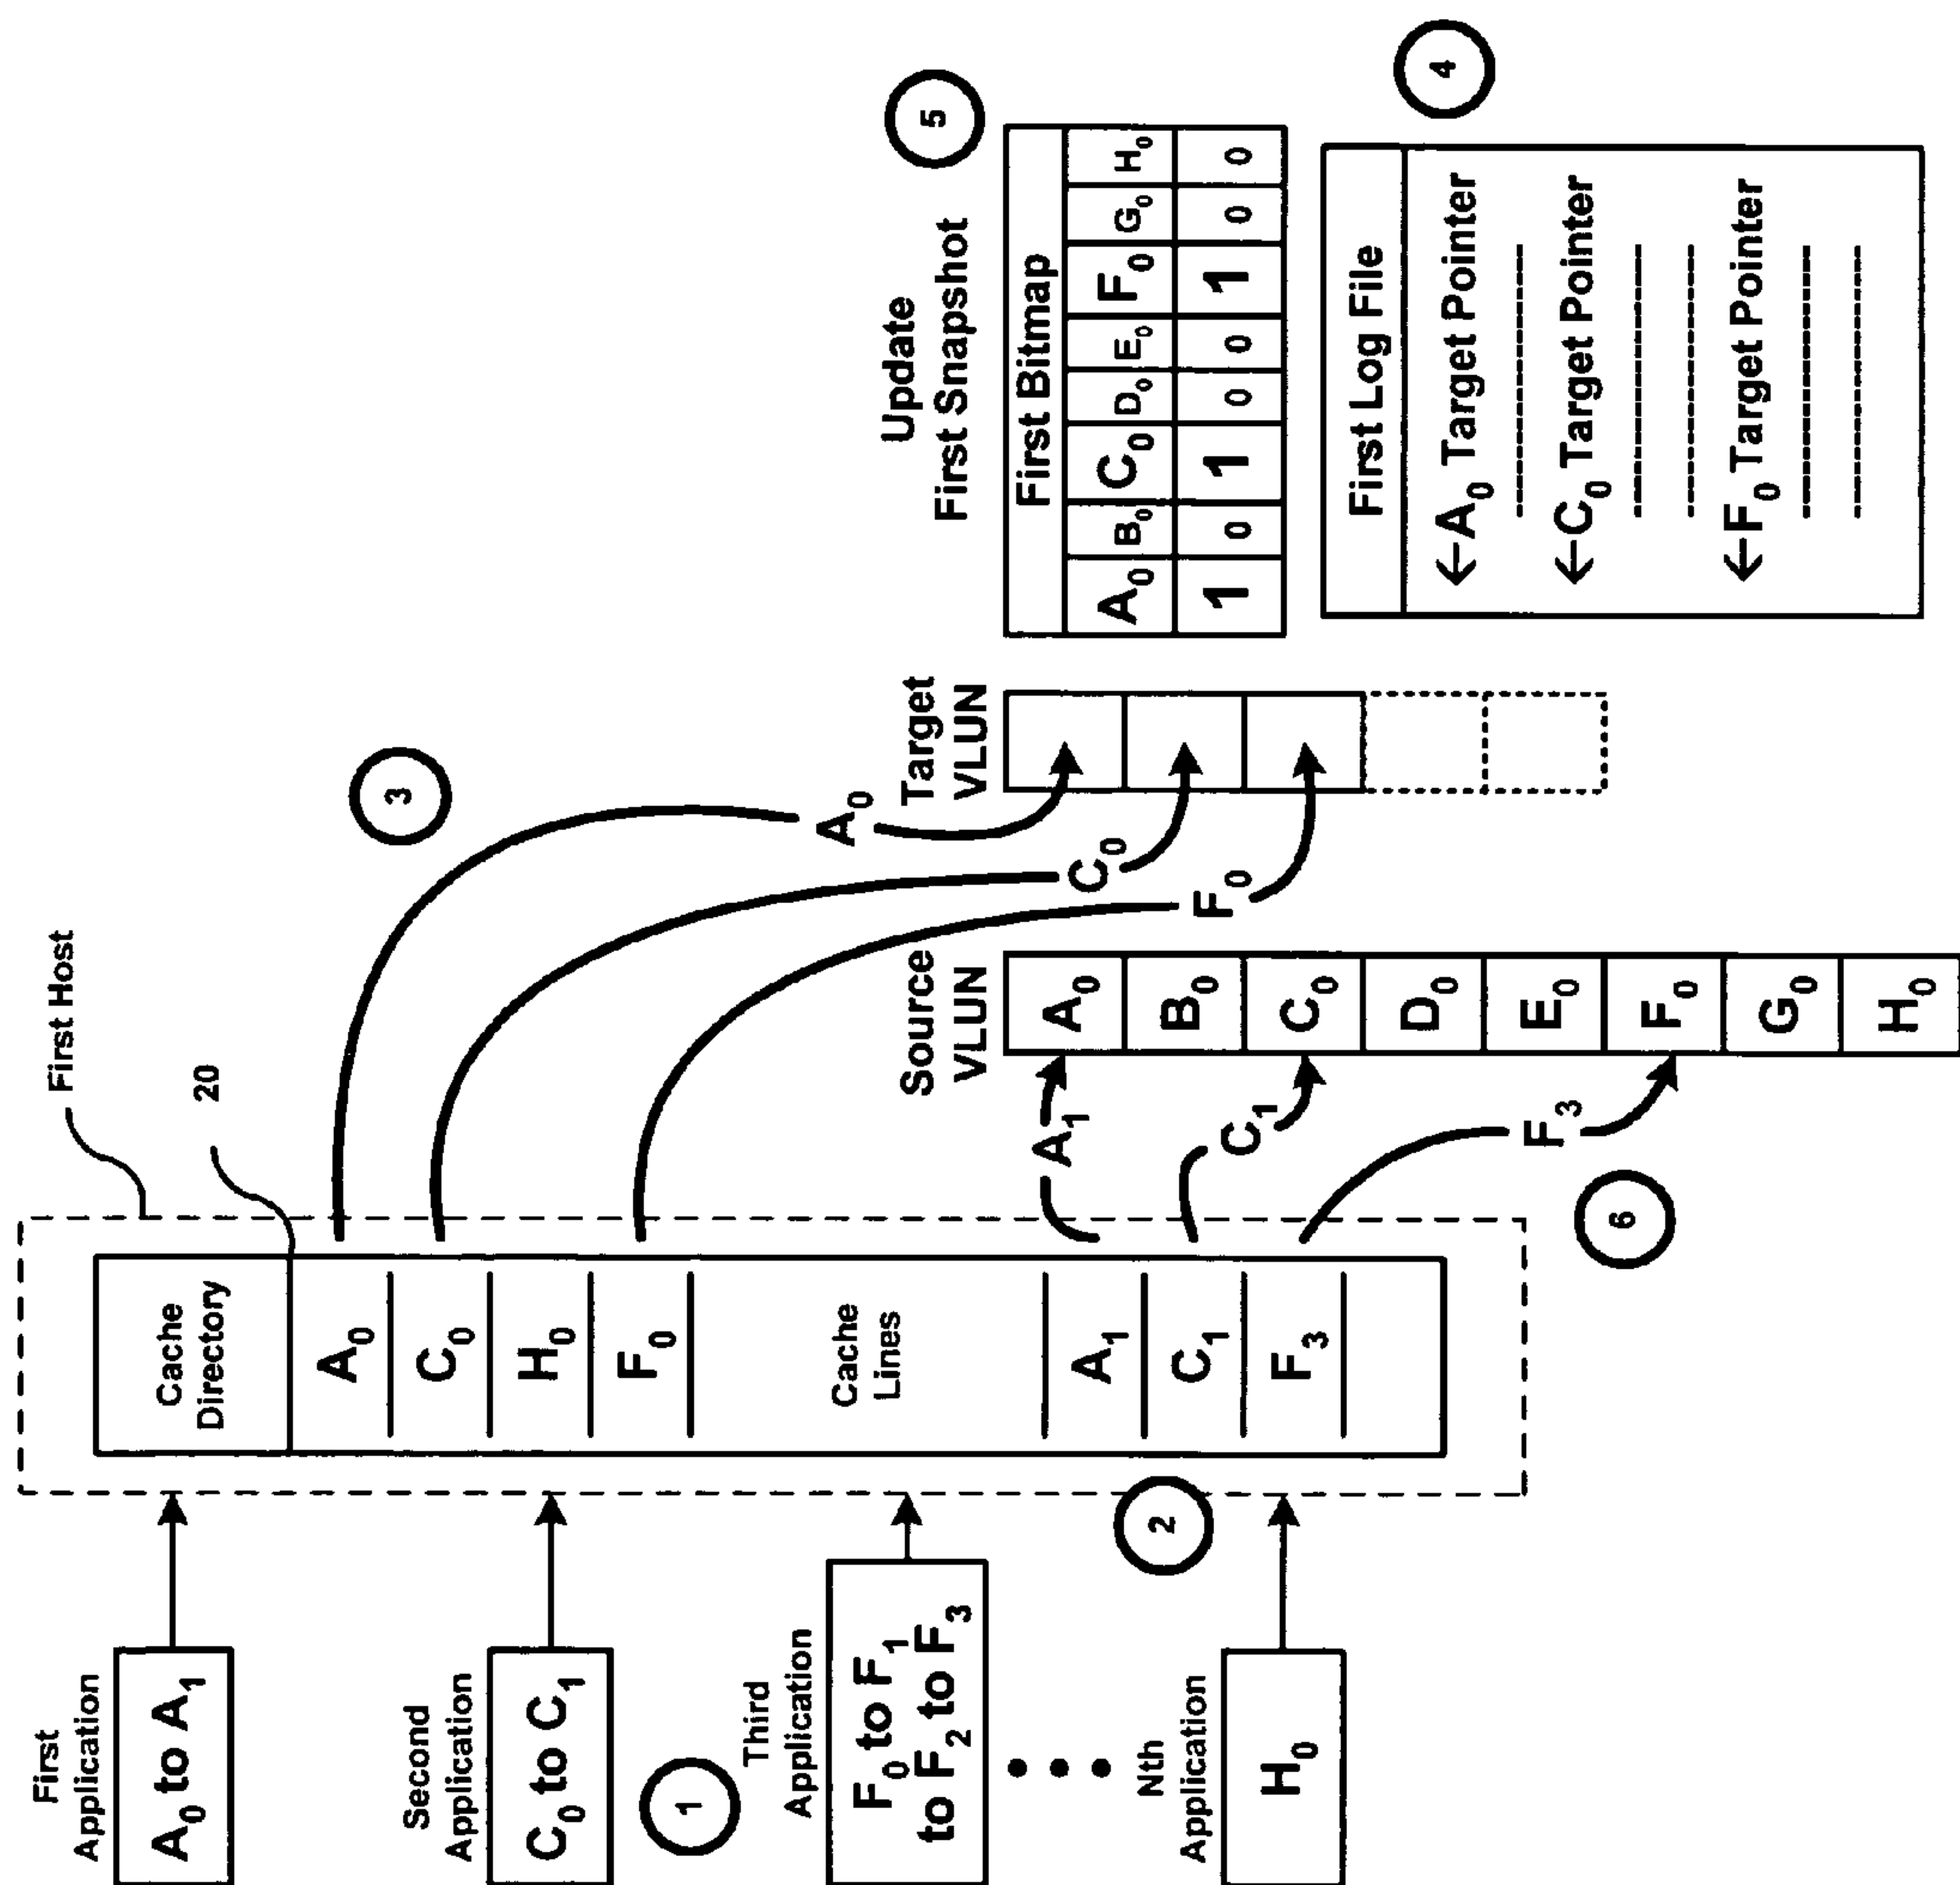 First
Application
A₀ to A₁
Second
Application
C₀ to C₁
1
Third
Application
F₀ to F₁
to F₂ to F₃
Nth
Application
H₀
2
First Host
20
Cache
Directory
A₀
C₀
H₀
F₀
Cache
Lines
A₁
C₁
F₃
3
A₀
C₀
F₀
A₁
C₁
F₃
6
Source
VLUN
A₀
B₀
C₀
D₀
E₀
F₀
G₀
H₀
Target
VLUN
Update
First Snapshot
5
First Bitmap
A₀ B₀ C₀ D₀ E₀ F₀ G₀ H₀
1 0 1 0 0 1 0 0
4
First Log File
←A₀ Target Pointer
←C₀ Target Pointer
←F₀ Target Pointer